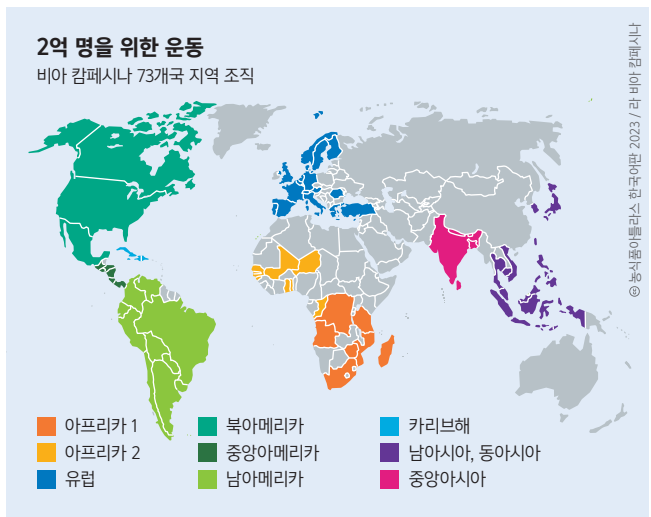 2억 명을 위한 운동
비아 캄페시나 73개국 지역 조직
아프리카 1
아프리카 2
유럽
북아메리카
중앙아메리카
남아메리카
카리브해
남아시아, 동아시아
중앙아시아
㏄ 농식품아틀라스 한국어판 2023 / 라 비아 캄페시나